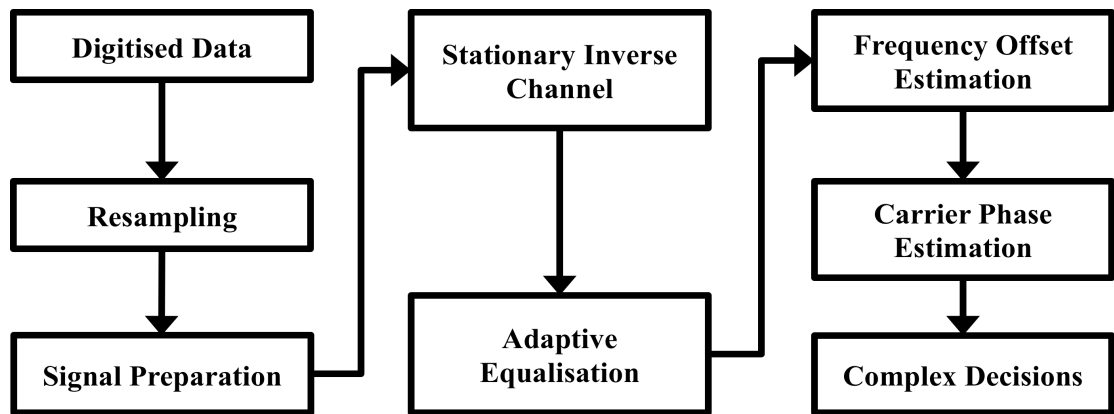 Digitised Data
Resampling
Signal Preparation
Stationary Inverse
Channel
Adaptive
Equalisation
Frequency Offset
Estimation
Carrier Phase
Estimation
Complex Decisions